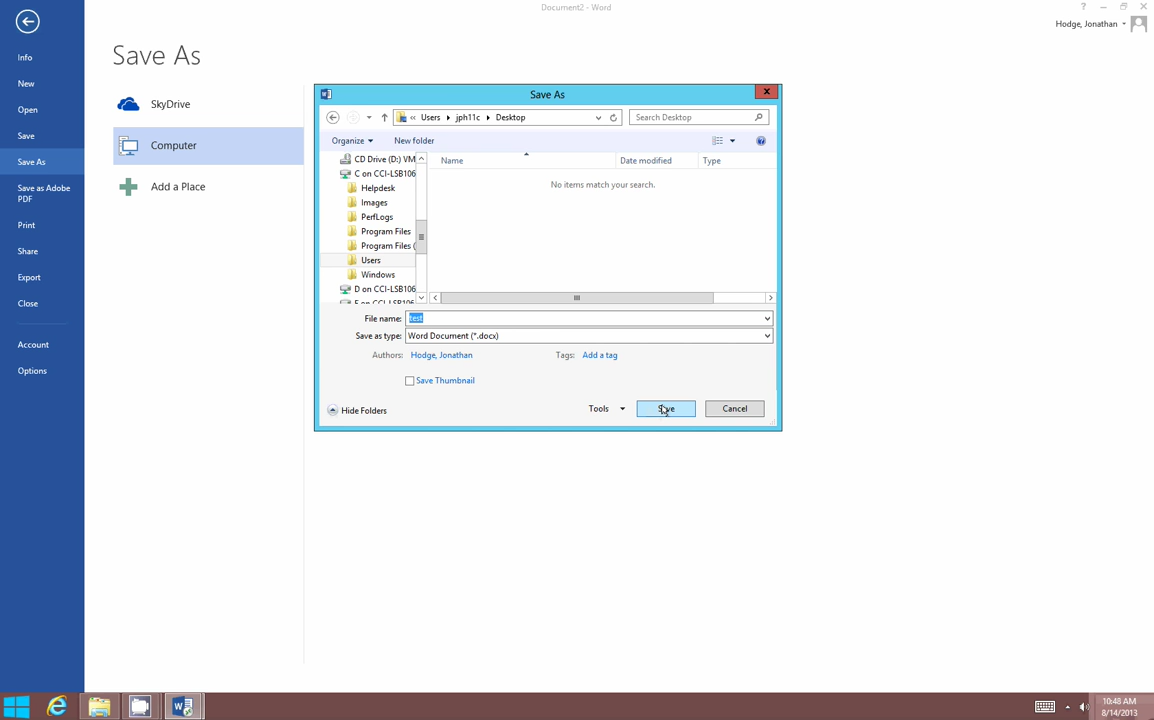 Document2 - Word
?
Hodge, Jonathan
Info
New
Open
Save
Save As
Save as Adobe
PDF
Print
Share
Export
Close
Account
Options
Save As
SkyDrive
Computer
Add a Place
Save As
« Users ▸ jph11c ▸ Desktop
Search Desktop
Organize
New folder
CD Drive (D:) VM
C on CCI-LSB106
Helpdesk
Images
PerfLogs
Program Files
Program Files (
Users
Windows
D on CCI-LSB106
Name
Date modified
Type
No items match your search.
File name: test
Save as type: Word Document (*.docx)
Authors: Hodge, Jonathan
Tags: Add a tag
Save Thumbnail
Hide Folders
Tools
Save
Cancel
10:48 AM
8/14/2013